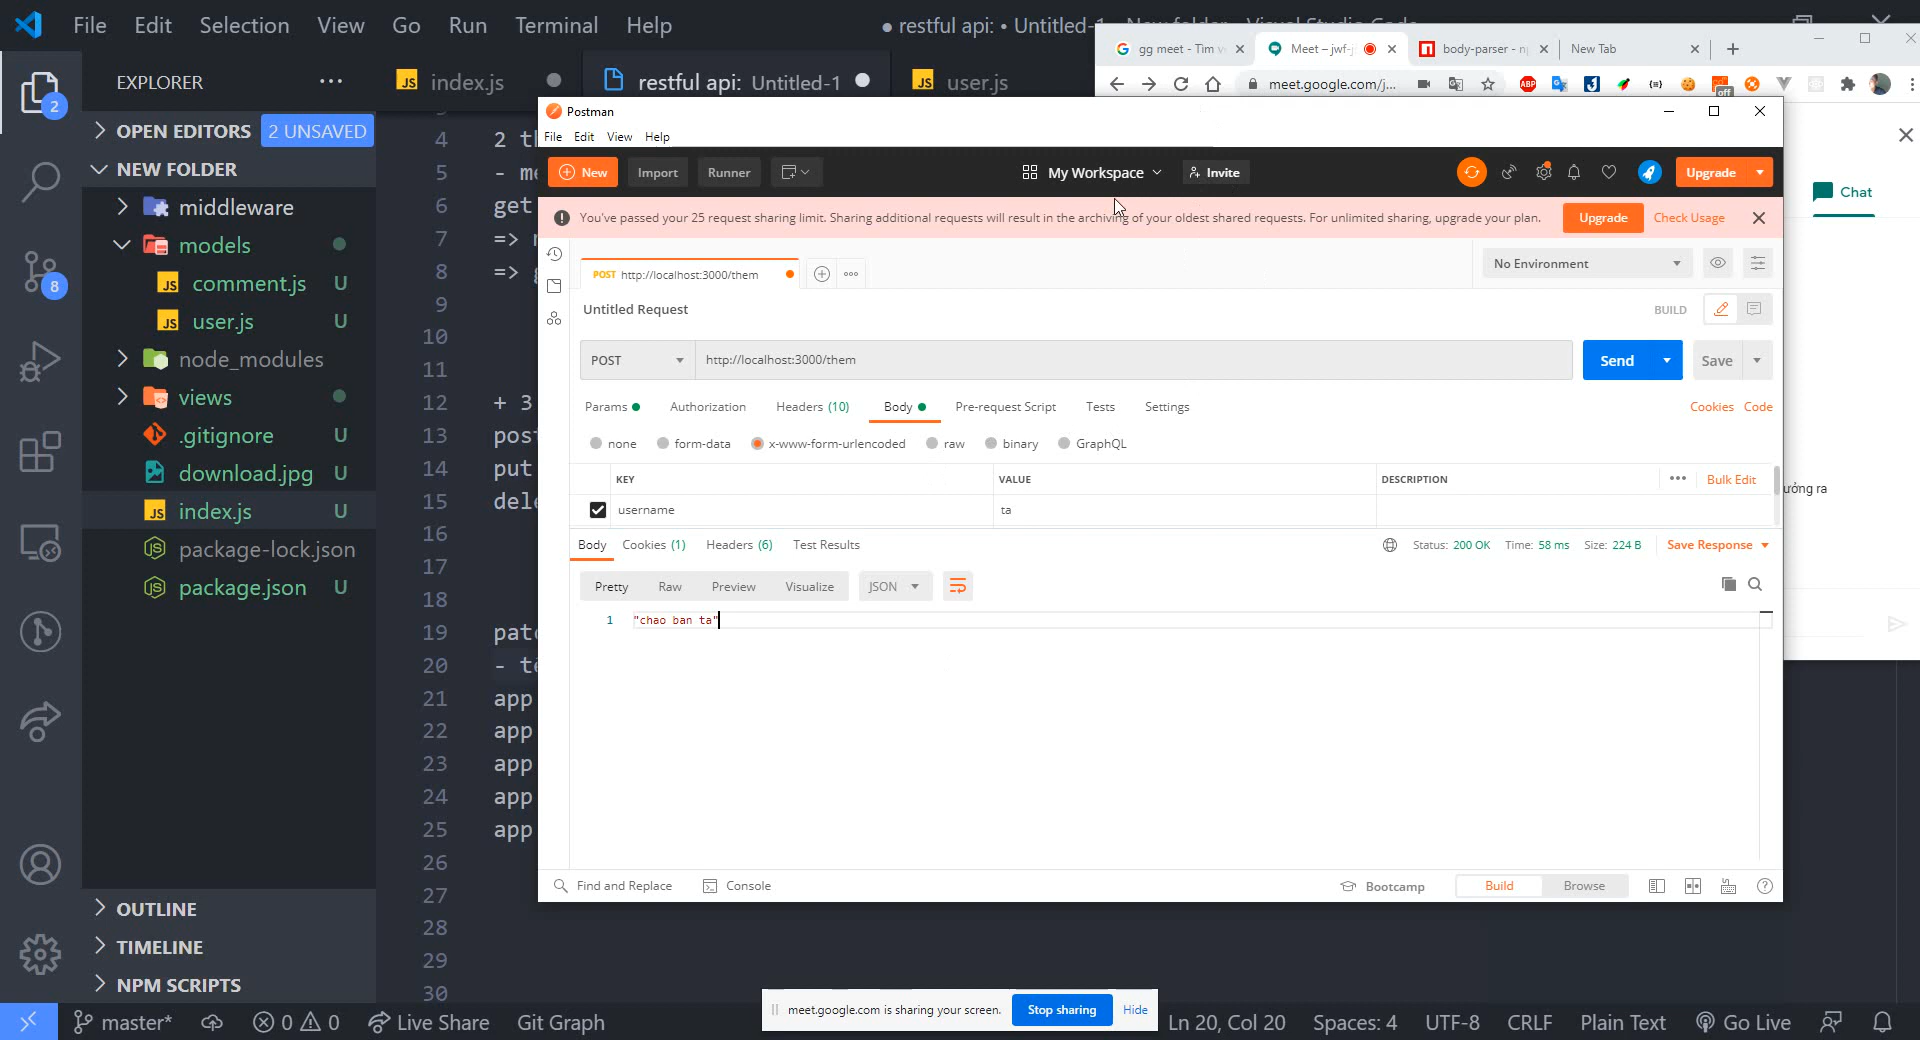 File Edit Selection View Go Run Terminal Help
● restful api: • Untitled-1
gg meet - Tìm v
Meet – jwf-j
body-parser - n
New Tab
meet.google.com/j...
EXPLORER
index.js
restful api: Untitled-1
user.js
OPEN EDITORS 2 UNSAVED
NEW FOLDER
middleware
models
comment.js U
user.js U
node_modules
views
.gitignore U
download.jpg U
index.js U
package-lock.json
package.json U
OUTLINE
TIMELINE
NPM SCRIPTS
2
8
4 2 t
5 - m
6 get
7 =>
8 =>
9
10
11
12 + 3
13 pos
14 put
15 del
16
17
18
19 pat
20 - t
21 app
22 app
23 app
24 app
25 app
26
27
28
29
30
Postman
File Edit View Help
New Import Runner
My Workspace
Invite
Upgrade
You've passed your 25 request sharing limit. Sharing additional requests will result in the archiving of your oldest shared requests. For unlimited sharing, upgrade your plan.
Upgrade Check Usage
POST http://localhost:3000/them
No Environment
Untitled Request
BUILD
POST http://localhost:3000/them
Send Save
Params Authorization Headers (10) Body Pre-request Script Tests Settings
Cookies Code
none form-data x-www-form-urlencoded raw binary GraphQL
KEY VALUE DESCRIPTION
Bulk Edit
username ta
Body Cookies (1) Headers (6) Test Results
Status: 200 OK Time: 58 ms Size: 224 B Save Response
Pretty Raw Preview Visualize JSON
1 "chao ban ta"
Find and Replace Console
Bootcamp Build Browse
ABP
off
Chat
ưởng ra
meet.google.com is sharing your screen. Stop sharing Hide
master* 0 0 Live Share Git Graph
Ln 20, Col 20 Spaces: 4 UTF-8 CRLF Plain Text Go Live